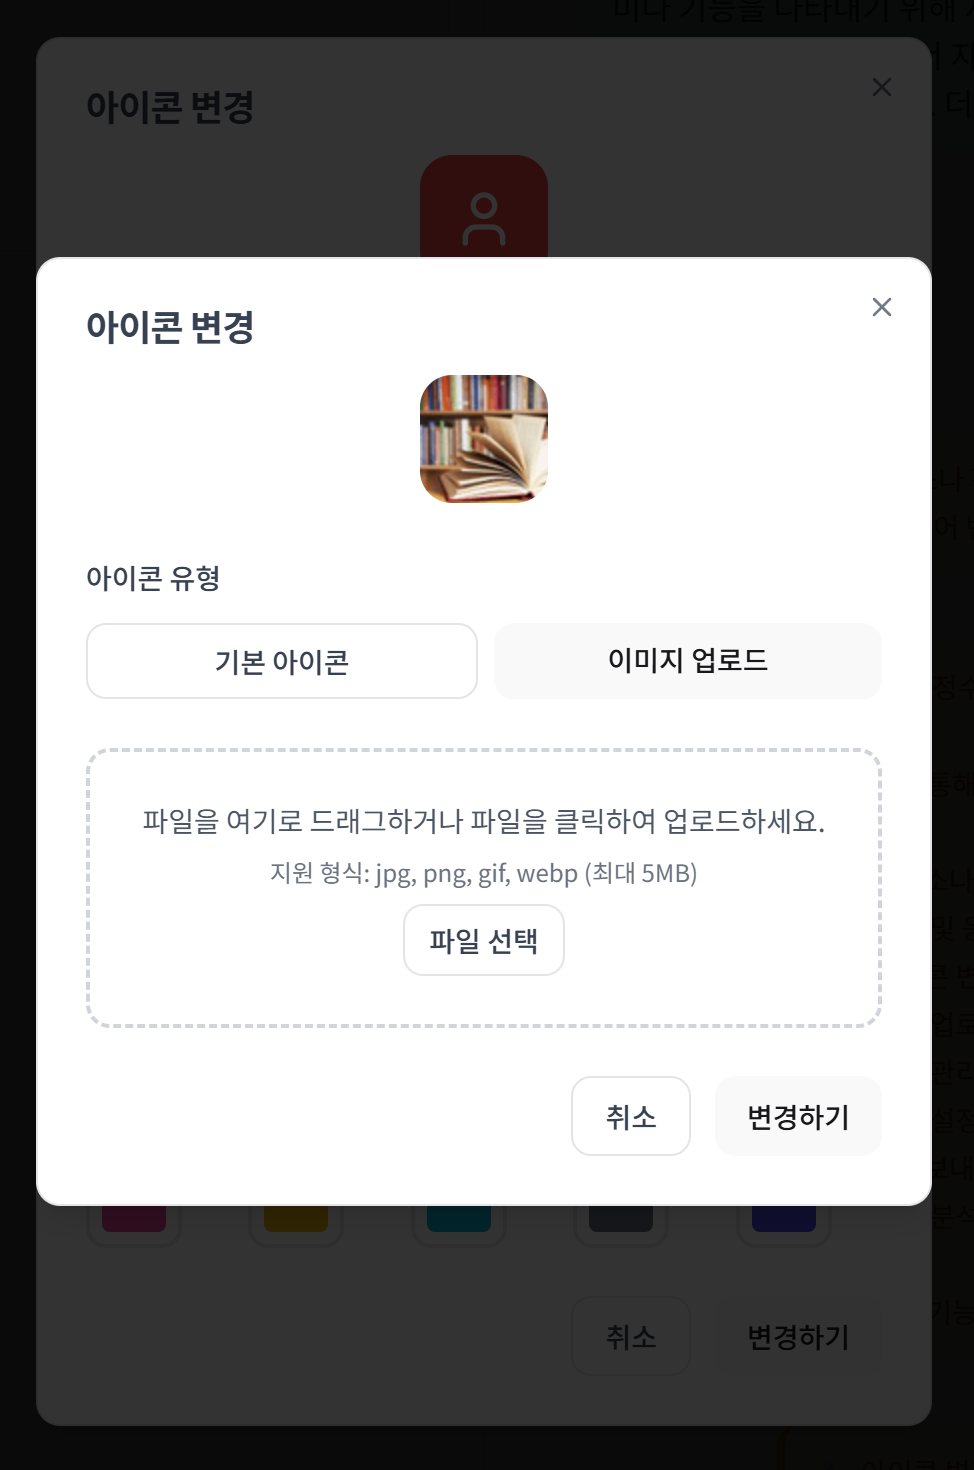 미나 기능을 나타내기 위해
아이콘 변경
아이콘 변경
아이콘 유형
기본 아이콘
이미지 업로드
파일을 여기로 드래그하거나 파일을 클릭하여 업로드하세요.
지원 형식: jpg, png, gif, webp (최대 5MB)
파일 선택
취소
변경하기
취소
변경하기